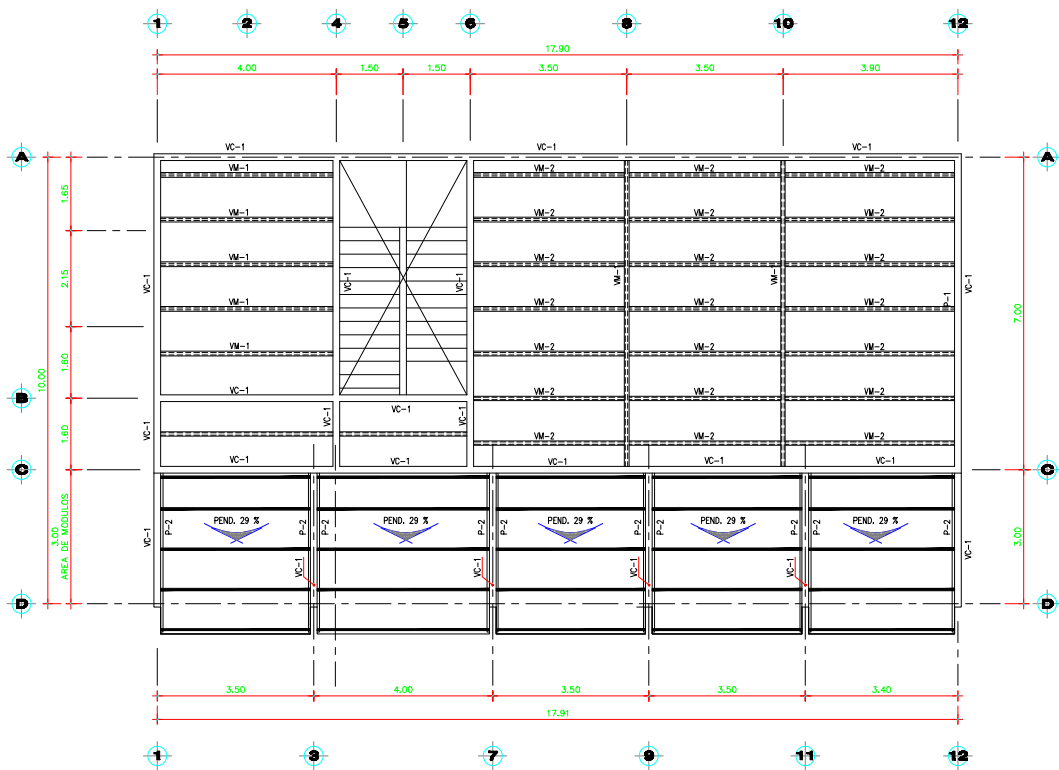 1 2 4 5 6 8 10 12
17.90
4.00 1.50 1.50 3.50 3.50 3.90
VC-1 VC-1 VC-1
A A
VM-1 VM-2 VM-2 VM-2
1.65
VM-1 VM-2 VM-2 VM-2
VM-1 VM-2 VM-2 VM-2
VC-1 VC-1 VC-1 VM-1 VM-1 VC-1
2.15
VM-1 VM-2 VM-2 VM-2
P-1
7.00
VM-1 VM-2 VM-2 VM-2
1.80
10.00
VC-1 VM-2 VM-2 VM-2
B
VC-1
VC-1 VC-1 VC-1
1.60
VM-2 VM-2 VM-2
VC-1 VC-1 VC-1 VC-1 VC-1
C C
PEND. 29 % PEND. 29 % PEND. 29 % PEND. 29 % PEND. 29 %
P-2 P-2 P-2 P-2 P-2 P-2 P-2 P-2 P-2 P-2
VC-1 VC-1
3.00
AREA DE MODULOS
3.00
VC-1 VC-1 VC-1 VC-1
D D
3.50 4.00 3.50 3.50 3.40
17.91
1 3 7 9 11 12